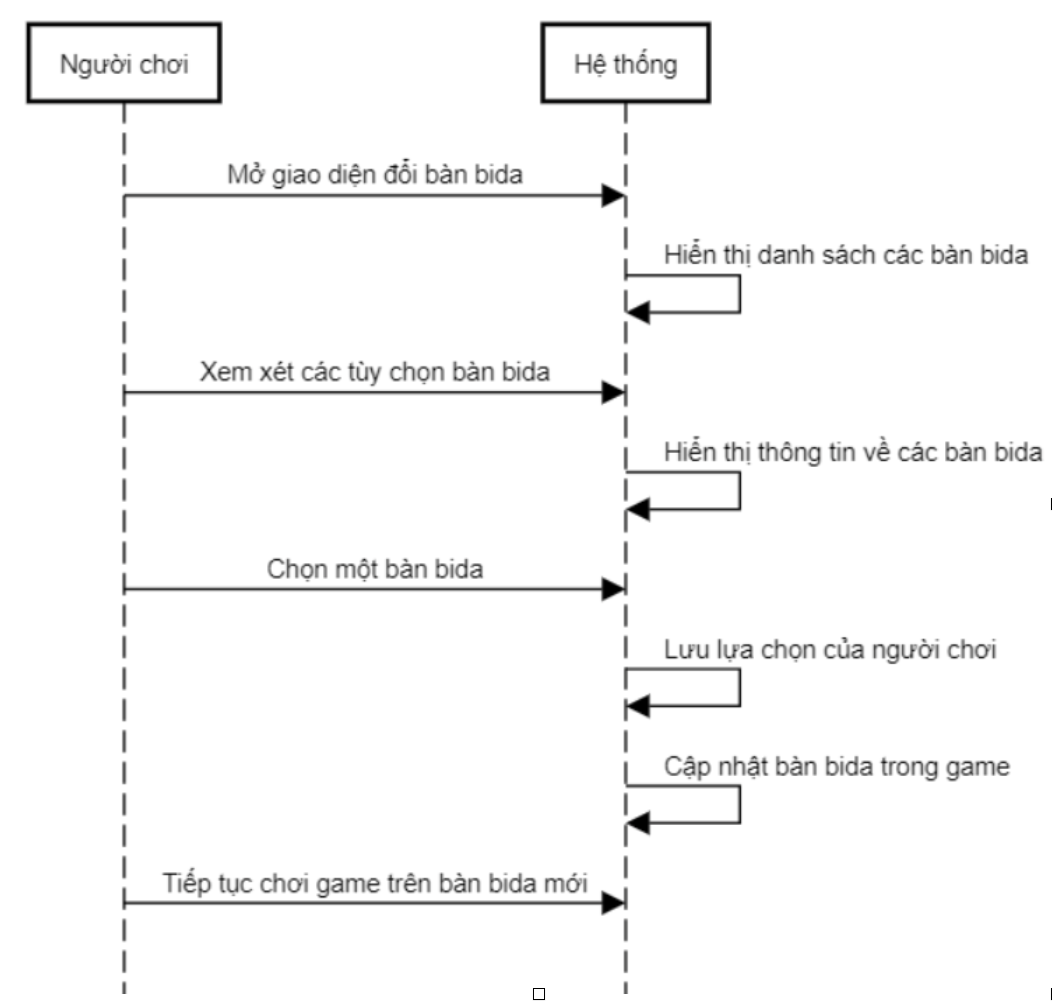 Người chơi
Hệ thống
Mở giao diện đổi bàn bida
Hiển thị danh sách các bàn bida
Xem xét các tùy chọn bàn bida
Hiển thị thông tin về các bàn bida
Chọn một bàn bida
Lưu lựa chọn của người chơi
Cập nhật bàn bida trong game
Tiếp tục chơi game trên bàn bida mới